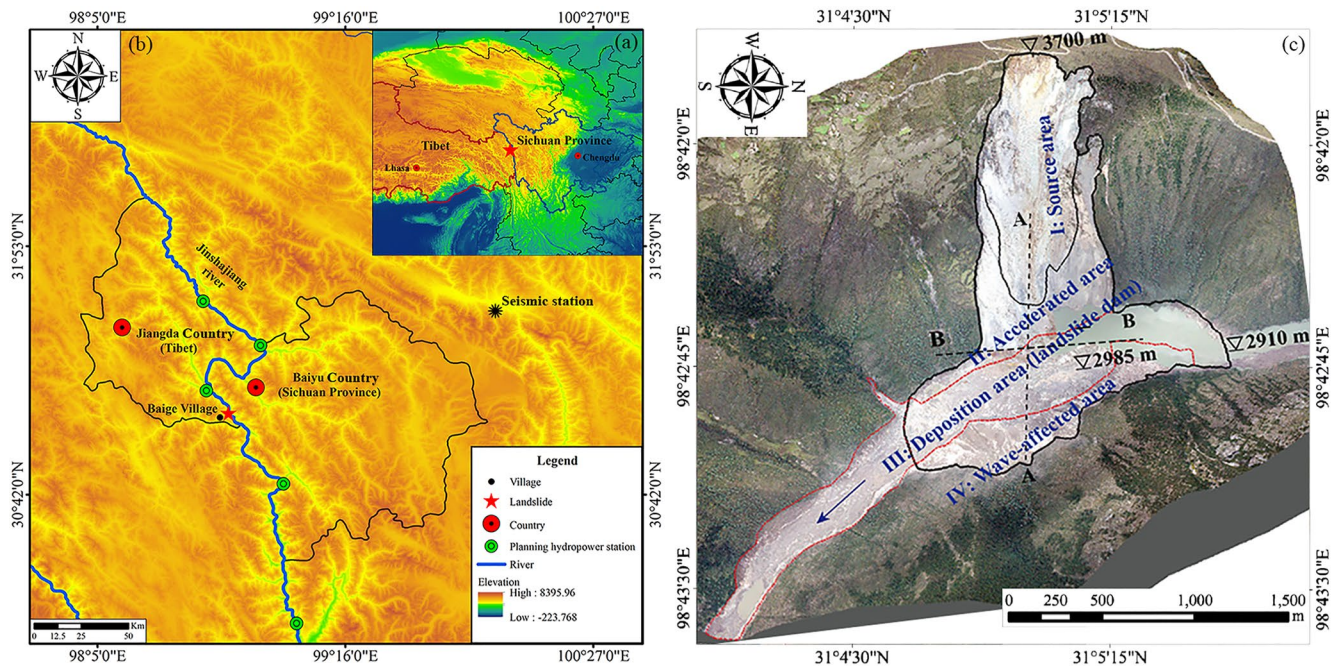 98°5'0"E
99°16'0"E
100°27'0"E
(b)
N
W
E
S
(a)
Tibet
Sichuan Province
Lhasa
Chengdu
31°53'0"N
30°42'0"N
31°53'0"N
30°42'0"N
Jinshajiang
river
Seismic station
Jiangda Country
(Tibet)
Baiyu Country
(Sichuan Province)
Baige Village
Legend
Village
Landslide
Country
Planning hydropower station
River
Elevation
High : 8395.96
Low : -223.768
Km
0 12.5 25 50
98°5'0"E
99°16'0"E
100°27'0"E
31°4'30"N
31°5'15"N
(c)
W
S
N
E
3700 m
98°42'0"E
98°42'45"E
98°43'30"E
98°42'0"E
98°42'45"E
98°43'30"E
I: Source area
A
II: Accelerated area
B
B
2910 m
2985 m
III: Deposition area(landslide dam)
IV: Wave-affected area
A
0 250 500 1,000 1,500
m
31°4'30"N
31°5'15"N